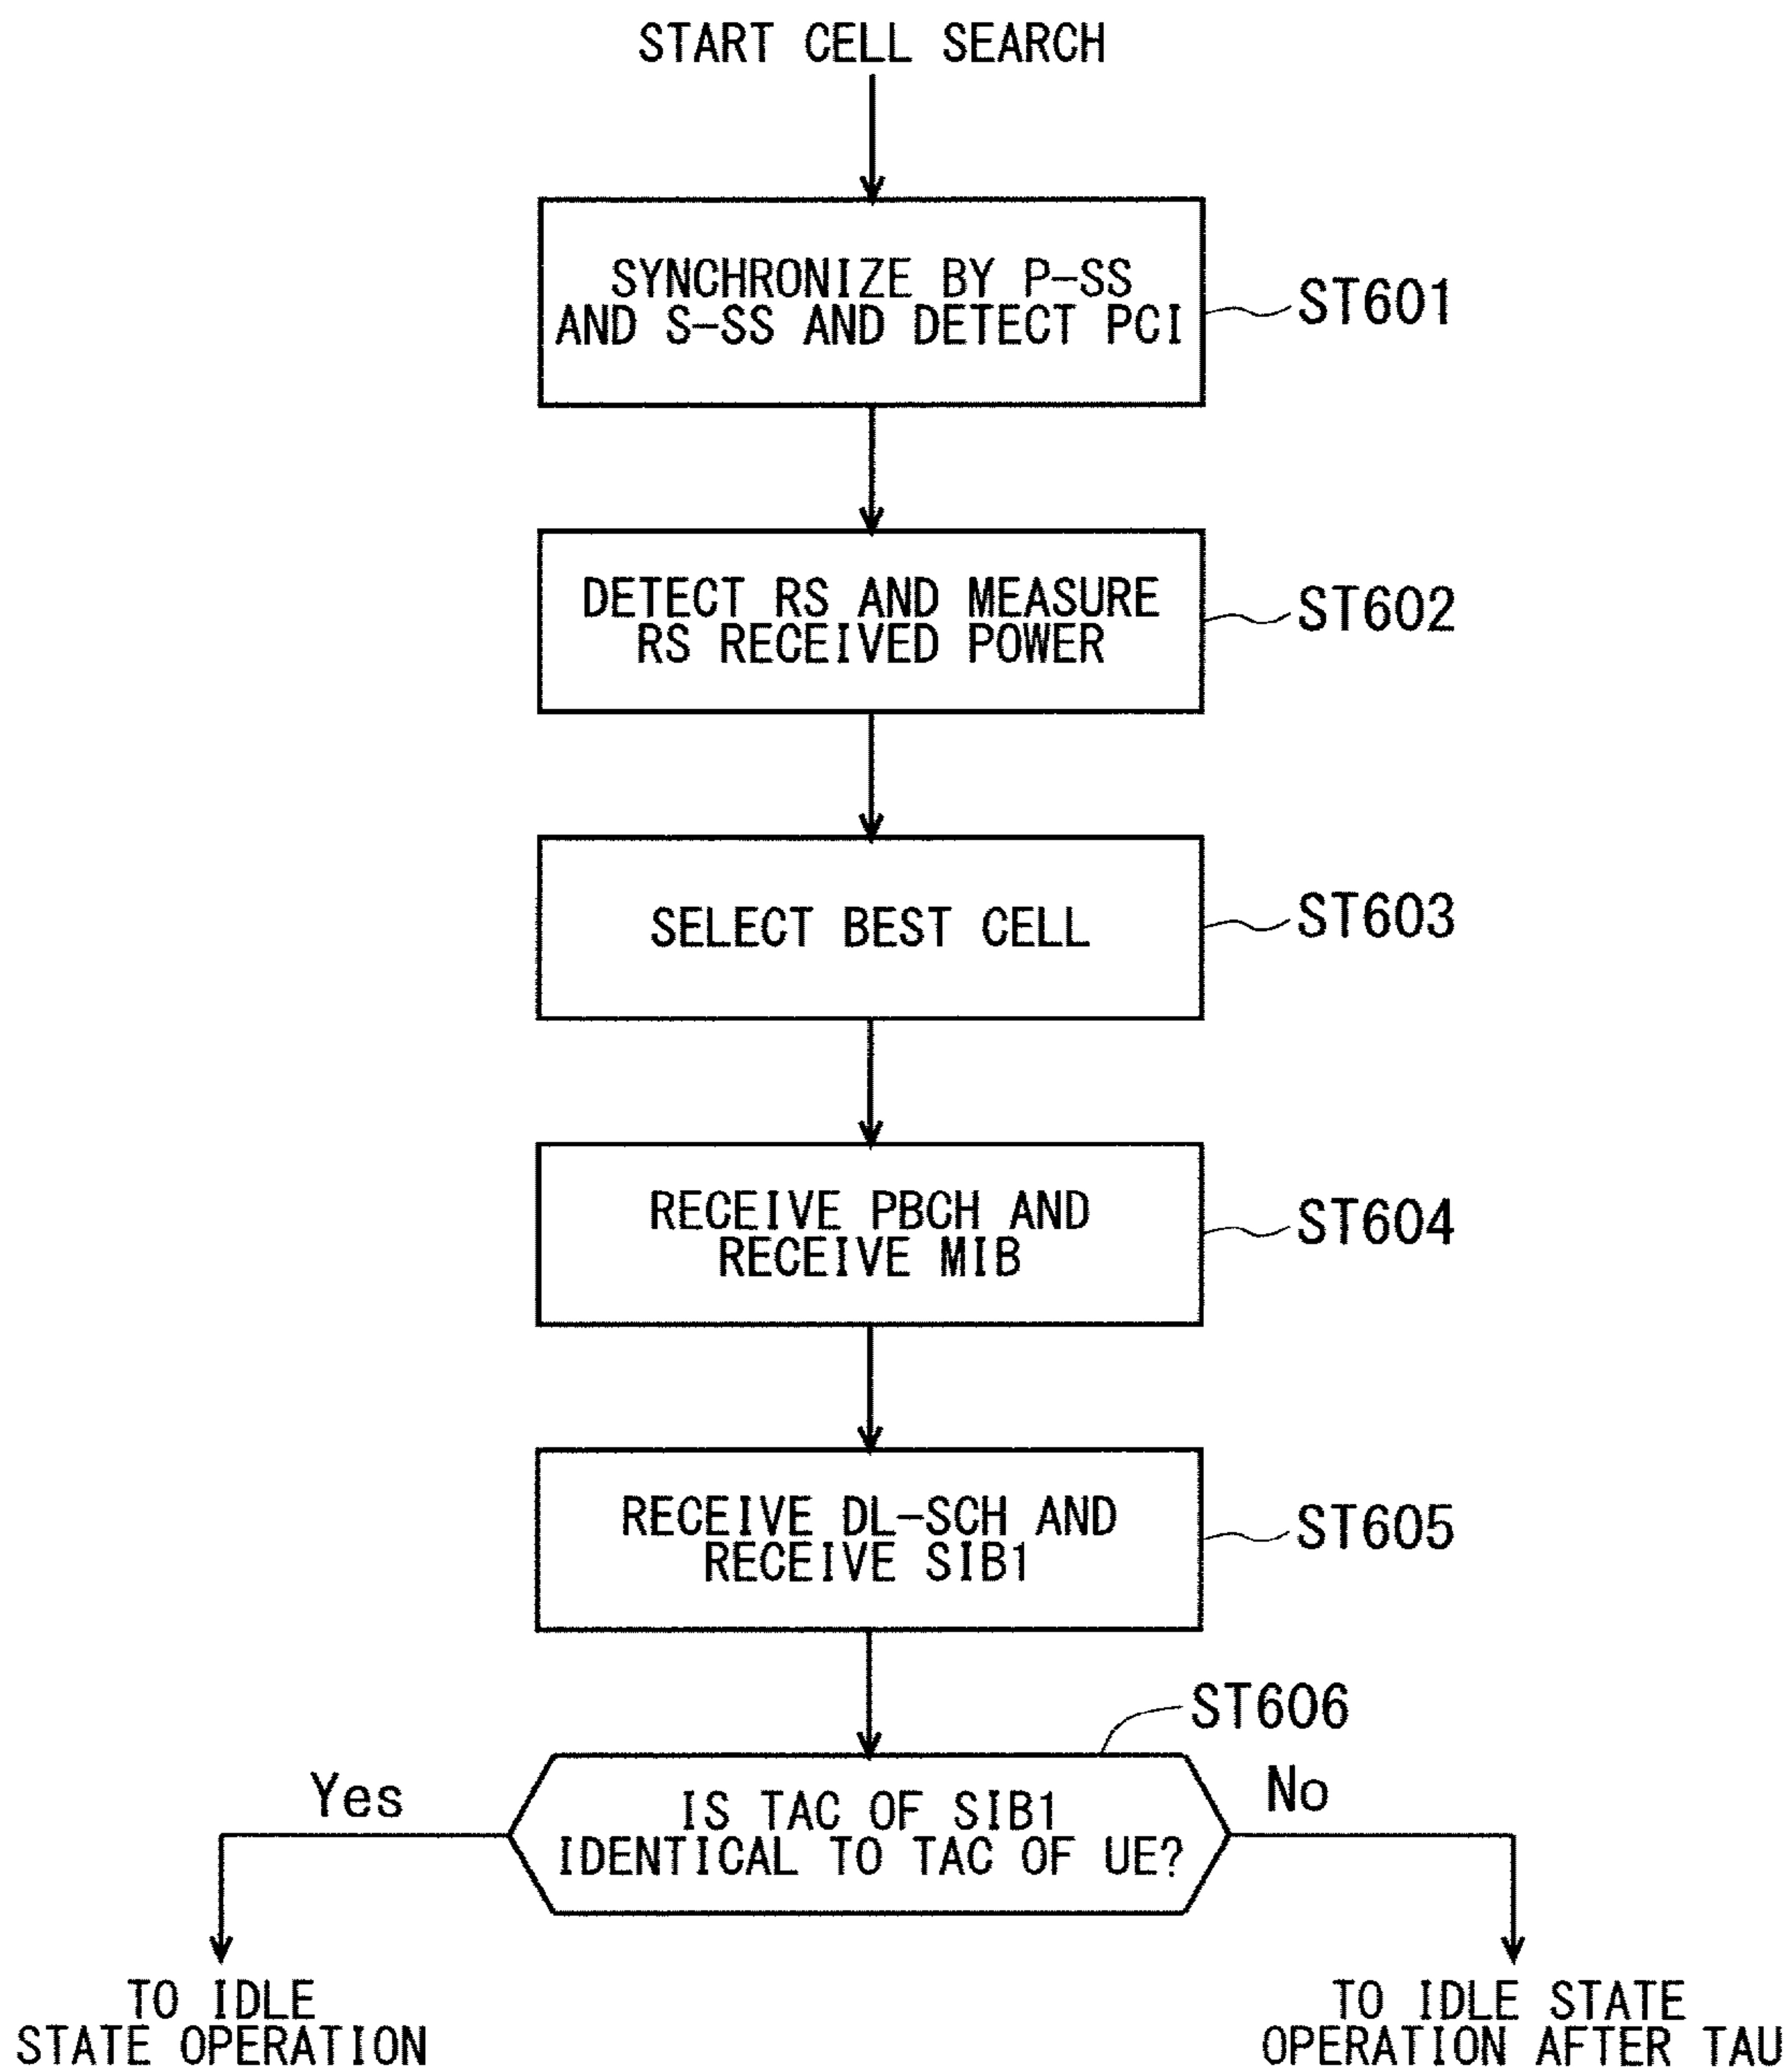 START CELL SEARCH
SYNCHRONIZE BY P-SS
AND S-SS AND DETECT PCI
ST601
DETECT RS AND MEASURE
RS RECEIVED POWER
ST602
SELECT BEST CELL
ST603
RECEIVE PBCH AND
RECEIVE MIB
ST604
RECEIVE DL-SCH AND
RECEIVE SIB1
ST605
ST606
Yes
IS TAC OF SIB1
IDENTICAL TO TAC OF UE?
No
TO IDLE
STATE OPERATION
TO IDLE STATE
OPERATION AFTER TAU